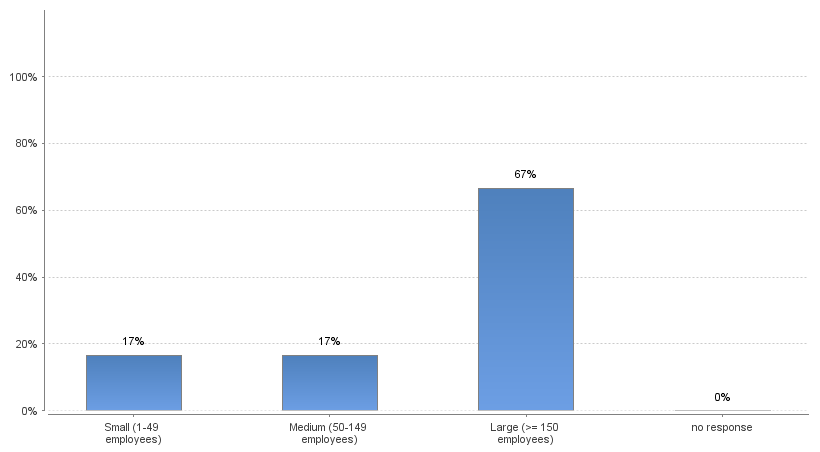 100%
80%
60%
40%
20%
0%
17%
17%
67%
0%
Small (1-49
employees)
Medium (50-149
employees)
Large (>= 150
employees)
no response